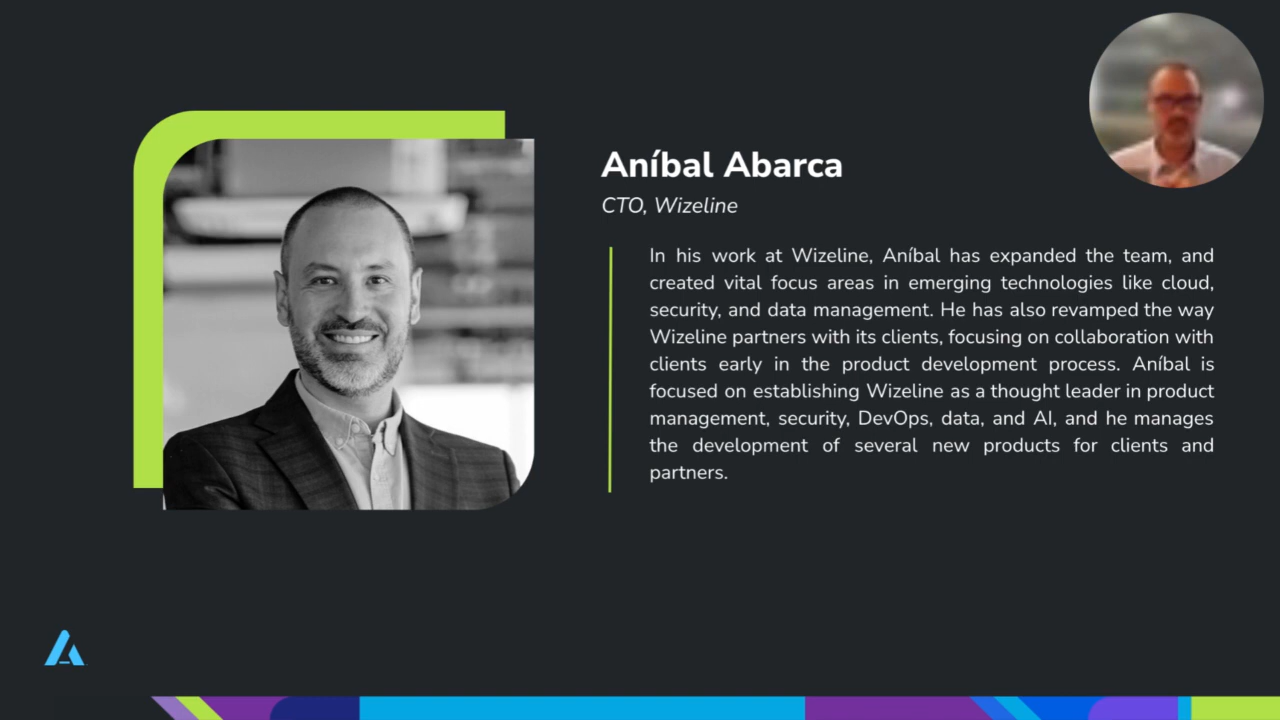 Aníbal Abarca
CTO, Wizeline
In his work at Wizeline, Aníbal has expanded the team, and
created vital focus areas in emerging technologies like cloud,
security, and data management. He has also revamped the way
Wizeline partners with its clients, focusing on collaboration with
clients early in the product development process. Aníbal is
focused on establishing Wizeline as a thought leader in product
management, security, DevOps, data, and AI, and he manages
the development of several new products for clients and
partners.